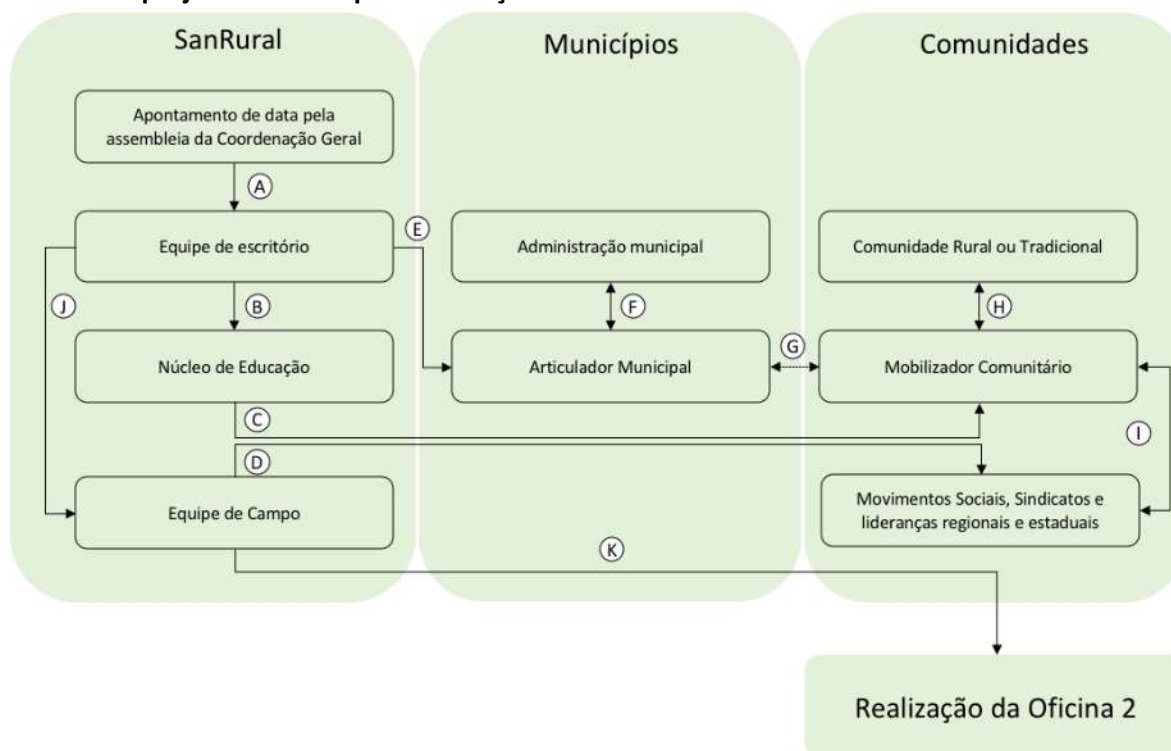 SanRural
Municípios
Comunidades
Apontamento de data pela
assembleia da Coordenação Geral
A
Equipe de escritório
E
Administração municipal
Comunidade Rural ou Tradicional
J
B
F
H
Núcleo de Educação
Articulador Municipal
G
Mobilizador Comunitário
C
I
D
Equipe de Campo
Movimentos Sociais, Sindicatos e
lideranças regionais e estaduais
K
Realização da Oficina 2